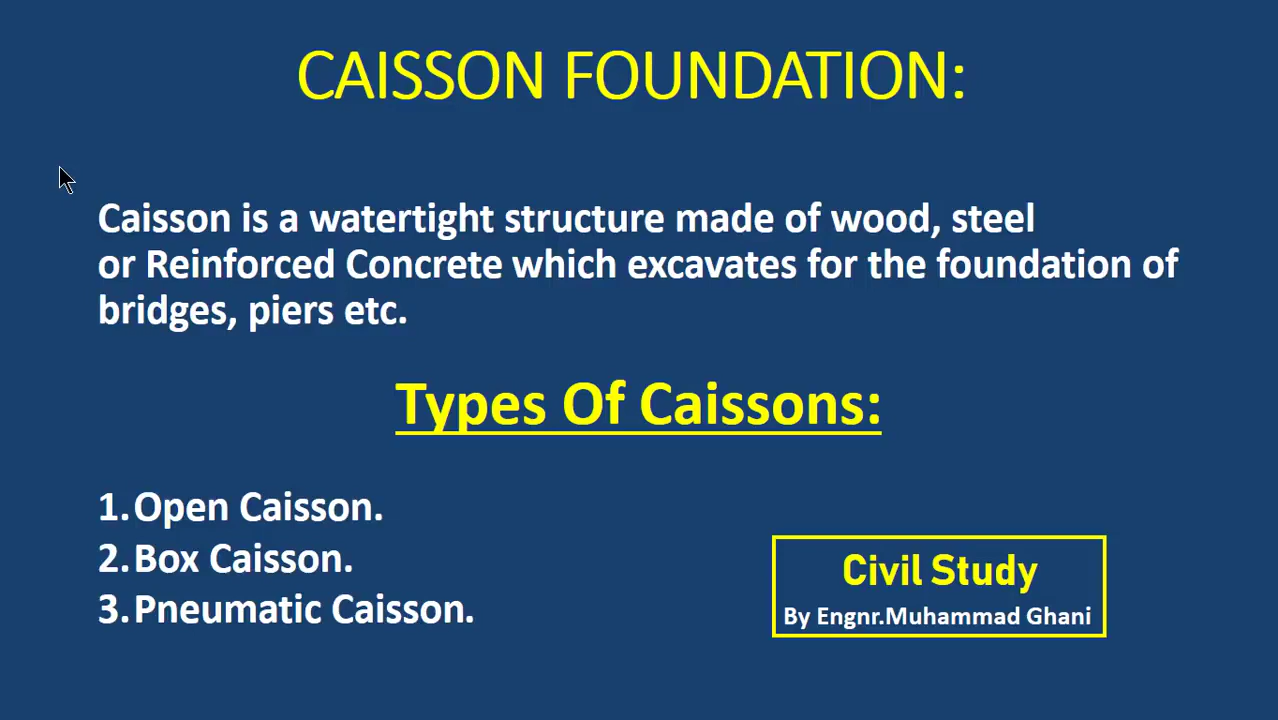 CAISSON FOUNDATION:
Caisson is a watertight structure made of wood, steel
or Reinforced Concrete which excavates for the foundation of
bridges, piers etc.
Types Of Caissons:
1. Open Caisson.
2. Box Caisson.
3. Pneumatic Caisson.
Civil Study
By Engnr.Muhammad Ghani